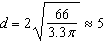 d = 2√(66/(3.3π)) ≈ 5